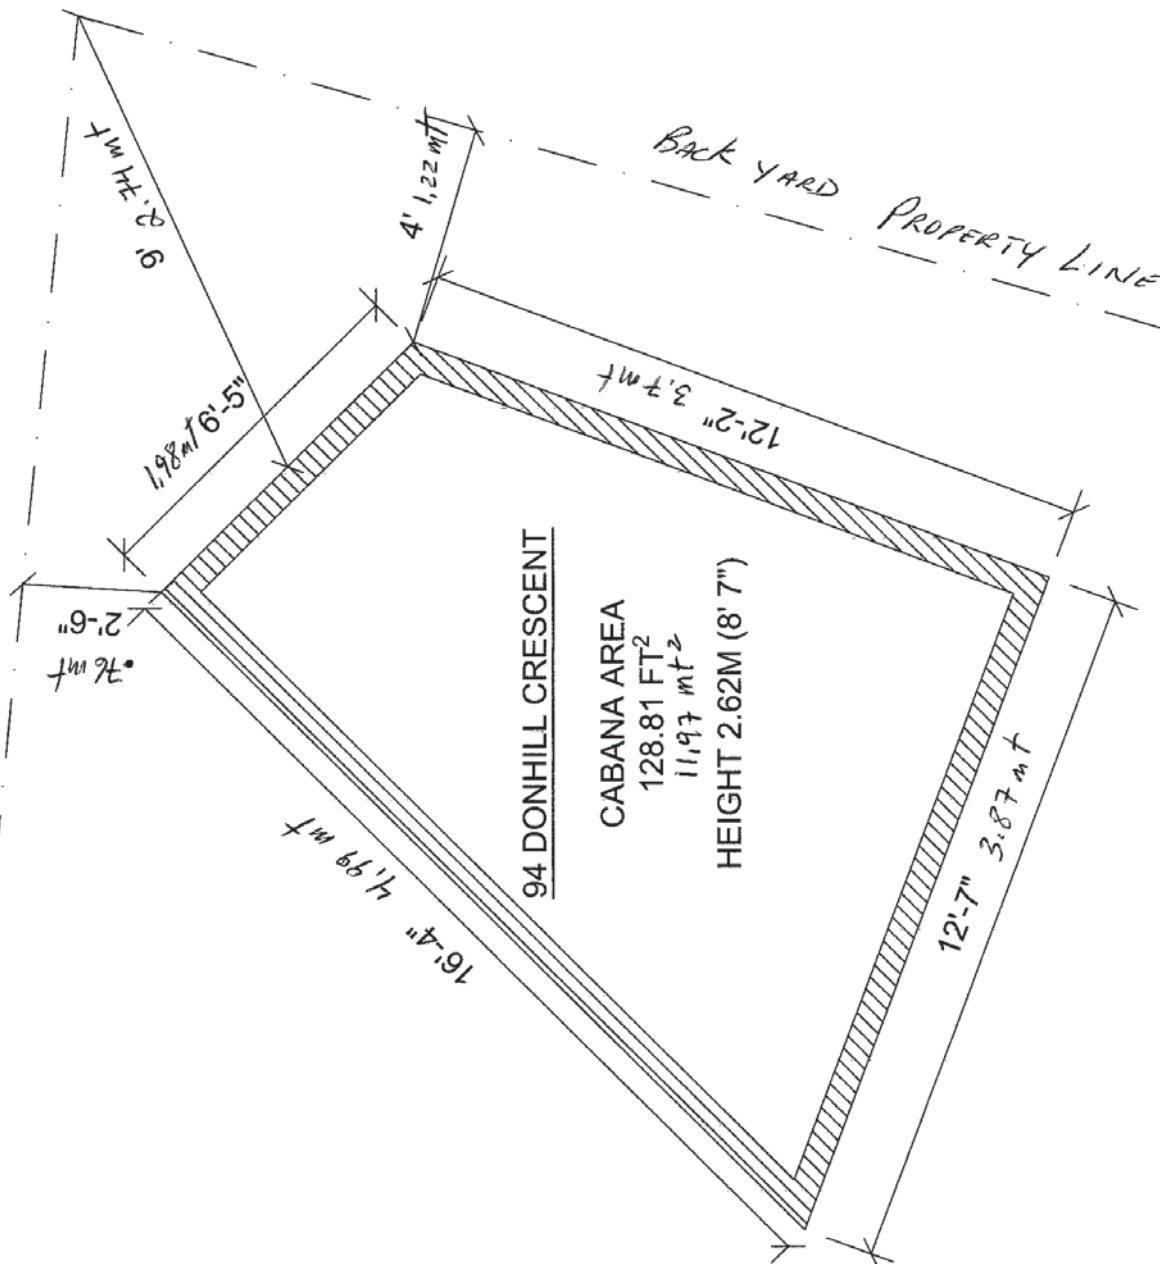 BACK YARD PROPERTY LINE
9' 2.74 mt
4' 1,22 mt
1,98mt 6'-5"
12'-2" 3.7 mt
2'-6"
.76 mt
16'-4" 4,99 mt
12'-7" 3.87 mt
94 DONHILL CRESCENT
CABANA AREA
128.81 FT²
11,97 mt²
HEIGHT 2.62M (8' 7")